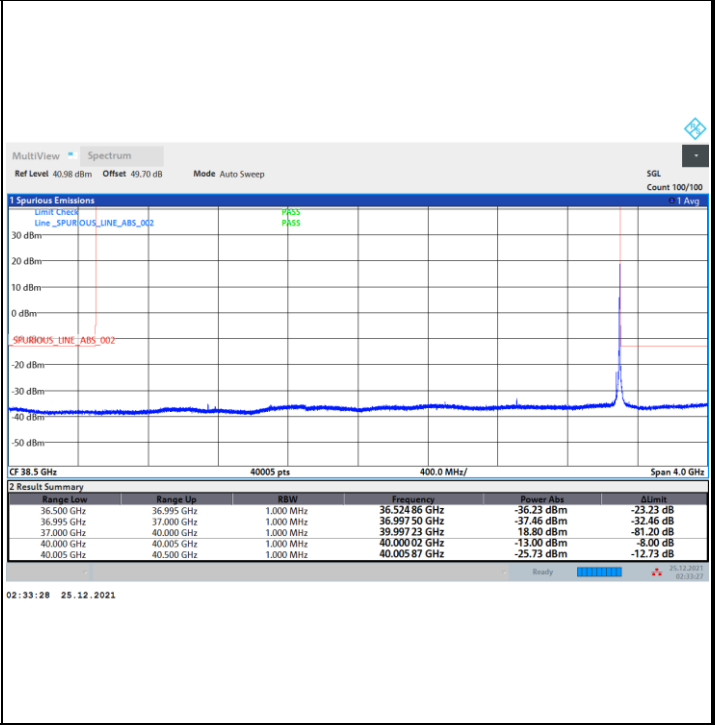 MultiView Spectrum
Ref Level 40.98 dBm Offset 49.70 dB Mode Auto Sweep SGL
Count 100/100
1 Spurious Emissions 1 Avg
Limit Check PASS
Line _SPURIOUS_LINE_ABS_002 PASS
30 dBm
20 dBm
10 dBm
0 dBm
_SPURIOUS_LINE_ABS_002
-20 dBm
-30 dBm
-40 dBm
-50 dBm
CF 38.5 GHz 40005 pts 400.0 MHz/ Span 4.0 GHz
2 Result Summary
Range Low Range Up RBW Frequency Power Abs ΔLimit
36.500 GHz 36.995 GHz 1.000 MHz 36.524 86 GHz -36.23 dBm -23.23 dB
36.995 GHz 37.000 GHz 1.000 MHz 36.997 50 GHz -37.46 dBm -32.46 dB
37.000 GHz 40.000 GHz 1.000 MHz 39.997 23 GHz 18.80 dBm -81.20 dB
40.000 GHz 40.005 GHz 1.000 MHz 40.000 02 GHz -13.00 dBm -8.00 dB
40.005 GHz 40.500 GHz 1.000 MHz 40.005 87 GHz -25.73 dBm -12.73 dB
Ready 25.12.2021
02:33:27
02:33:28 25.12.2021